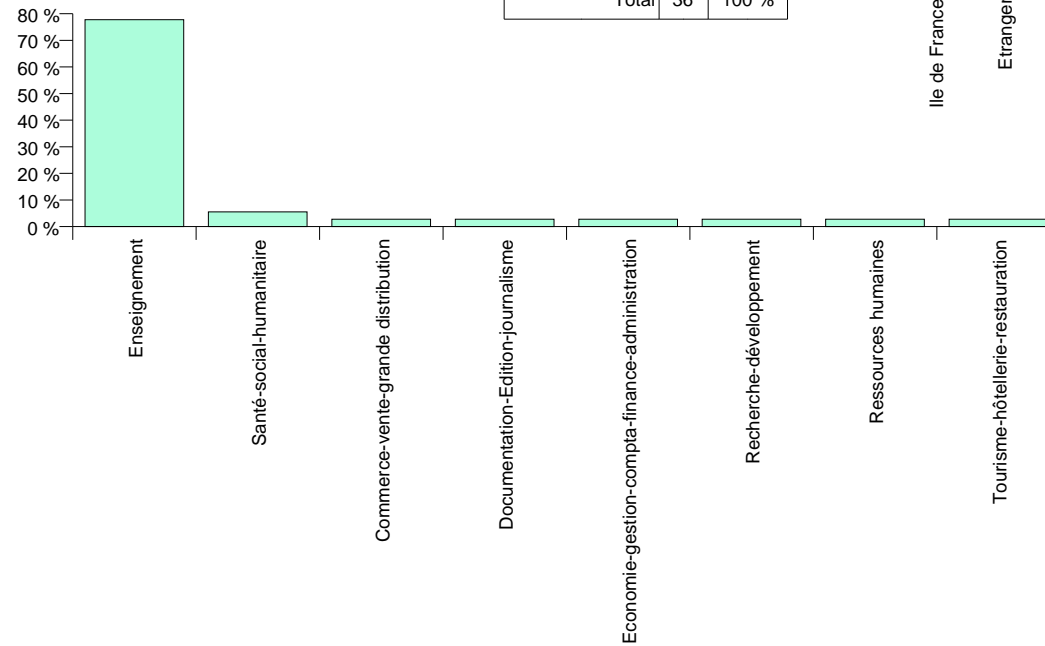 Total 36 100 %
Ile de France
Etranger
80 %
70 %
60 %
50 %
40 %
30 %
20 %
10 %
0 %
Enseignement
Santé-social-humanitaire
Commerce-vente-grande distribution
Documentation-Edition-journalisme
Economie-gestion-compta-finance-administration
Recherche-développement
Ressources humaines
Tourisme-hôtellerie-restauration